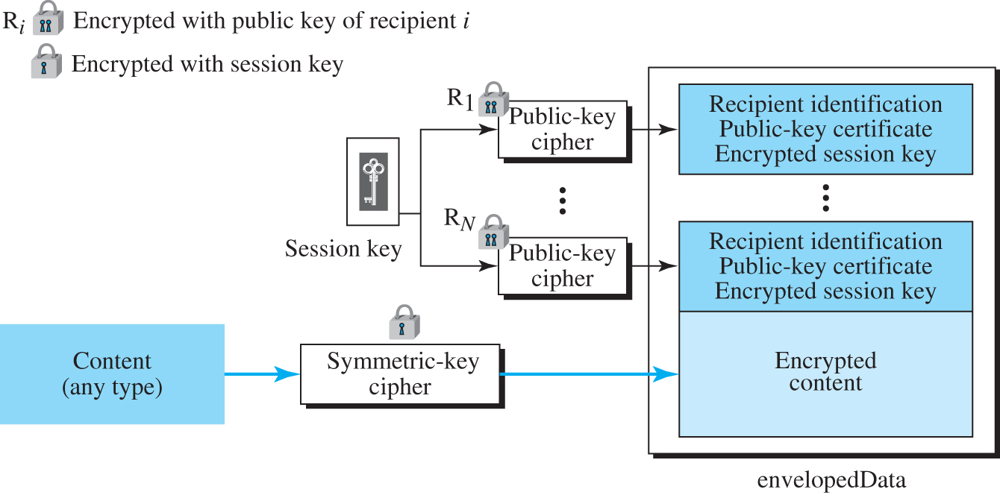 Ri Encrypted with public key of recipient i
Encrypted with session key
R1
Public-key
cipher
Recipient identification
Public-key certificate
Encrypted session key
Session key
RN
Public-key
cipher
Recipient identification
Public-key certificate
Encrypted session key
Content
(any type)
Symmetric-key
cipher
Encrypted
content
envelopedData